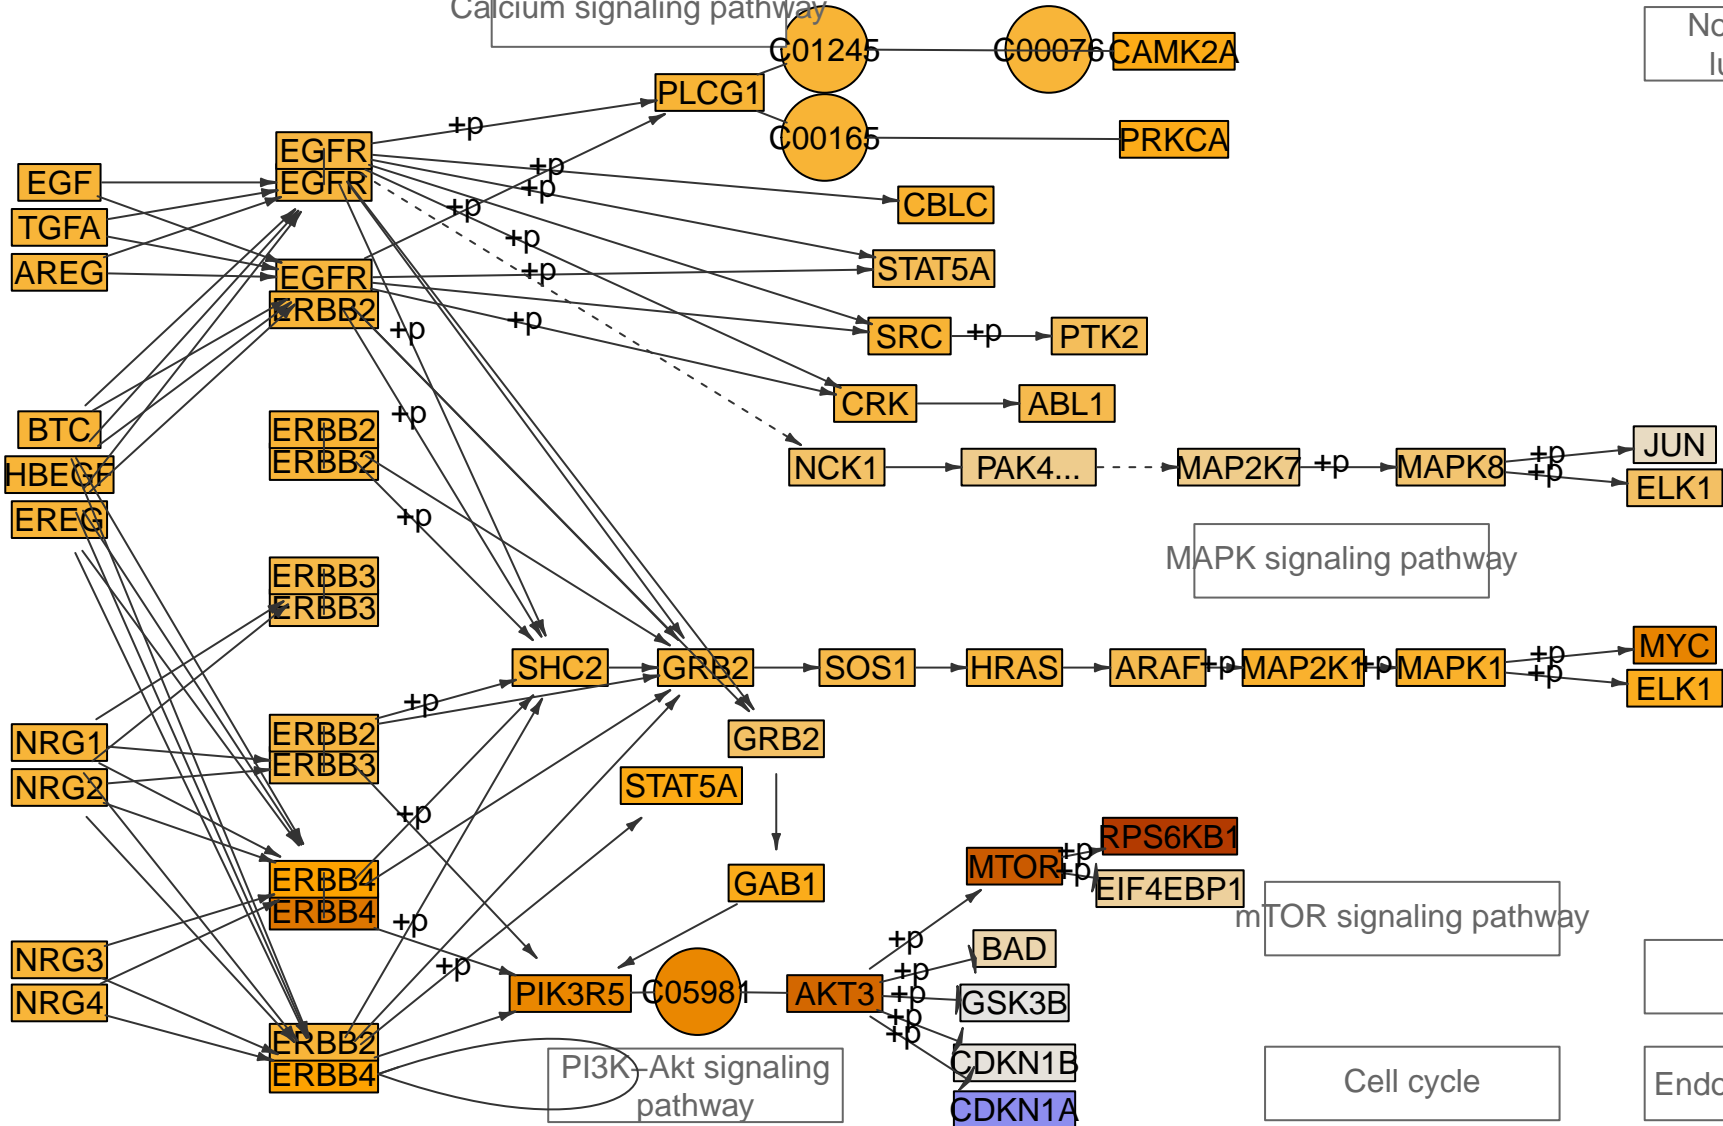 Calcium signaling pathway
No
lu
C01245
C00076
CAMK2A
PLCG1
+p
C00165
PRKCA
EGFR
EGFR
EGF
+p
+p
CBLC
TGFA
+p
+p
AREG
EGFR
+p
STAT5A
ERBB2
+p
+p
SRC
+p
PTK2
CRK
ABL1
BTC
ERBB2
+p
ERBB2
HBEGF
NCK1
PAK4...
MAP2K7
+p
MAPK8
+p
+p
JUN
ELK1
EREG
+p
MAPK signaling pathway
ERBB3
ERBB3
SHC2
GRB2
SOS1
HRAS
ARAF
+p
MAP2K1
+p
MAPK1
+p
+p
MYC
ELK1
+p
NRG1
ERBB2
ERBB3
GRB2
NRG2
STAT5A
+p
MTOR
+p
+p
RPS6KB1
EIF4EBP1
ERBB4
ERBB4
GAB1
mTOR signaling pathway
+p
+p
BAD
NRG3
+p
+p
NRG4
PIK3R5
C05981
AKT3
+p
GSK3B
+p
+p
ERBB2
ERBB4
PI3K–Akt signaling
pathway
CDKN1B
CDKN1A
Cell cycle
Endo